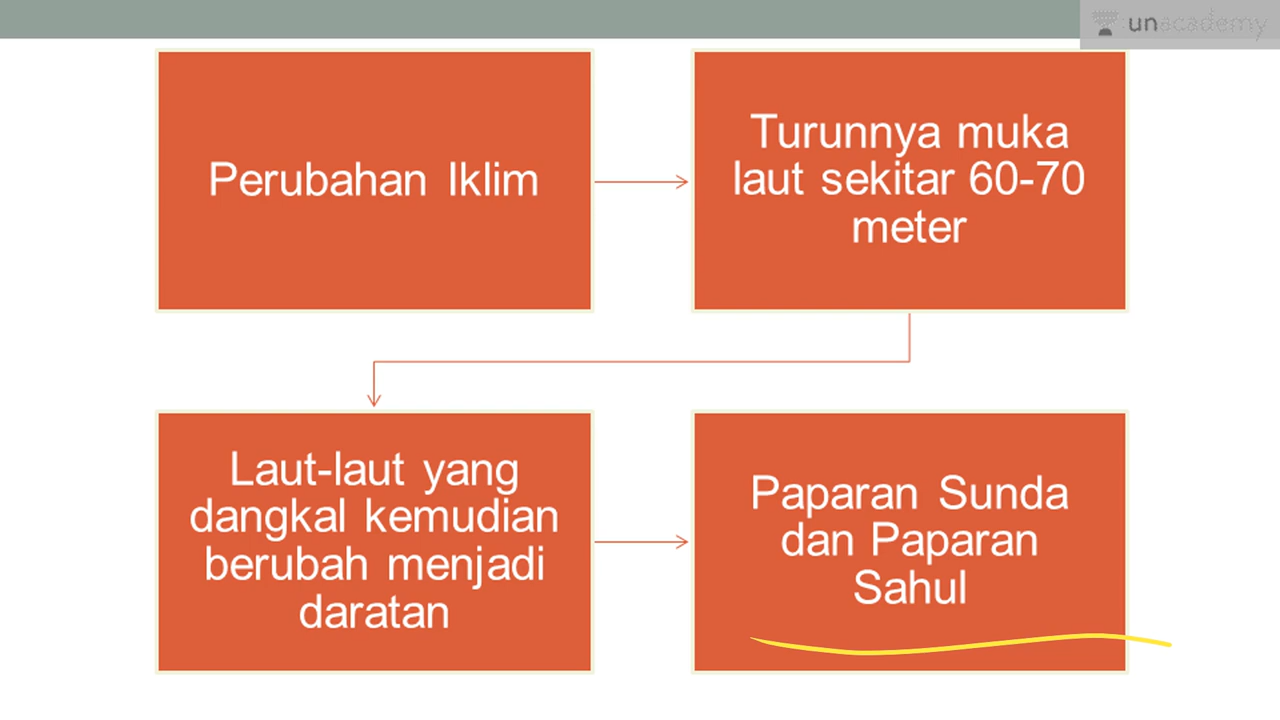 unacademy
Perubahan Iklim
Turunnya muka
laut sekitar 60-70
meter
Laut-laut yang
dangkal kemudian
berubah menjadi
daratan
Paparan Sunda
dan Paparan
Sahul